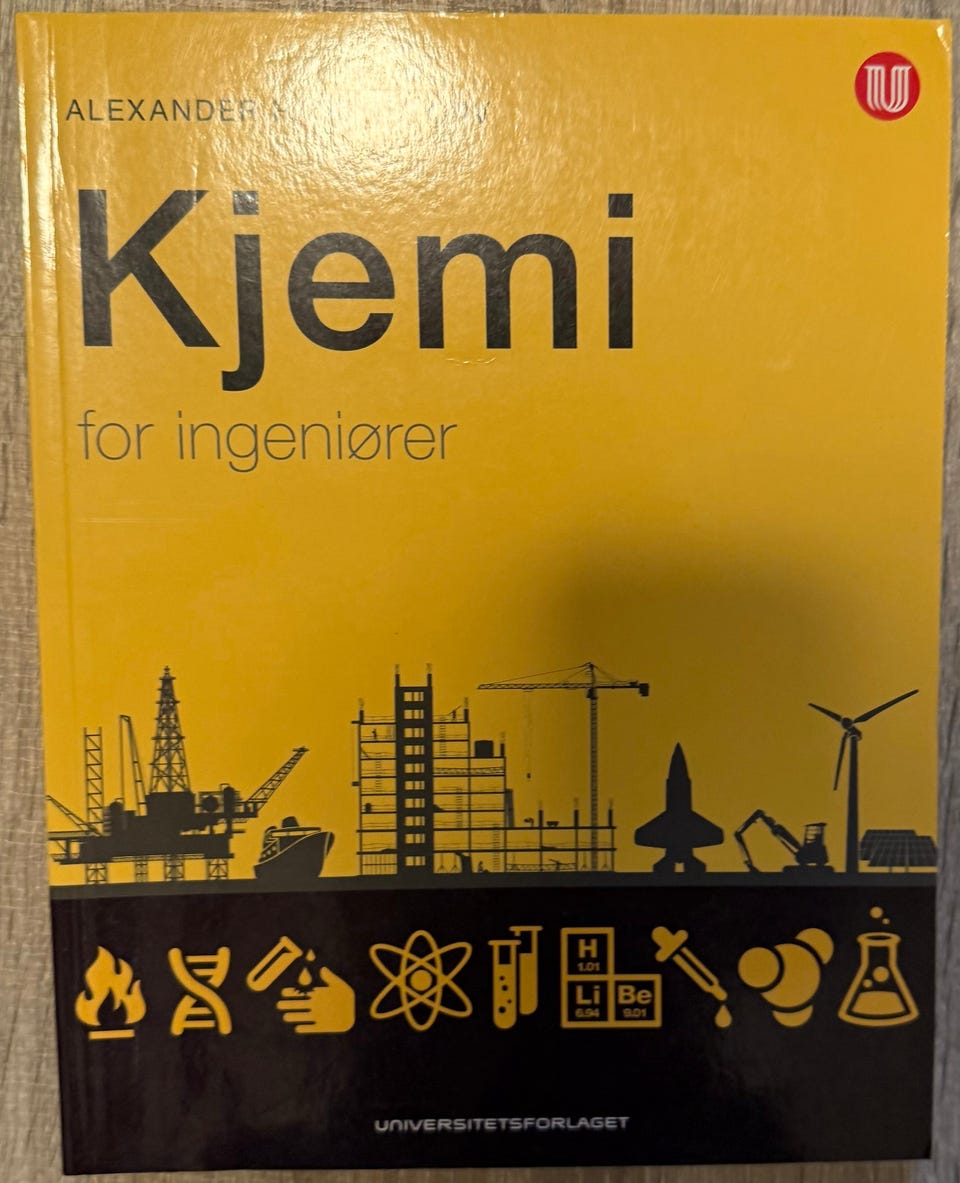 ALEXANDER
U
Kjemi
for ingeniører
H
1.01
Li Be
6.94 9.01
UNIVERSITETSFORLAGET